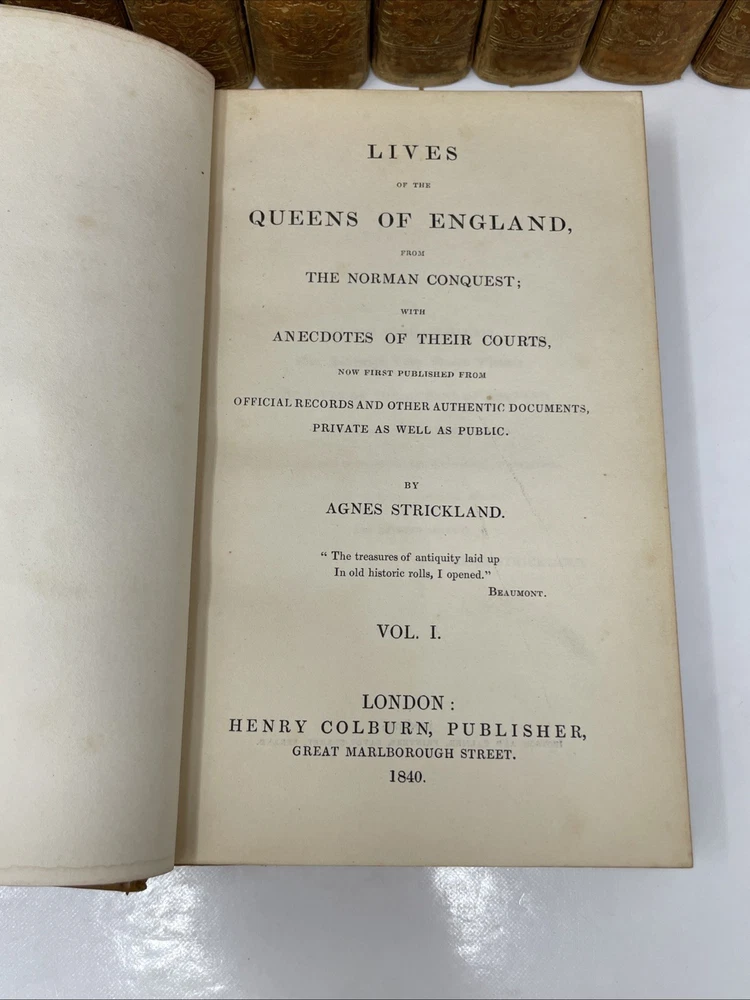 LIVES
OF THE
QUEENS OF ENGLAND,
FROM
THE NORMAN CONQUEST;
WITH
ANECDOTES OF THEIR COURTS,
NOW FIRST PUBLISHED FROM
OFFICIAL RECORDS AND OTHER AUTHENTIC DOCUMENTS,
PRIVATE AS WELL AS PUBLIC.
BY
AGNES STRICKLAND.
“ The treasures of antiquity laid up
In old historic rolls, I opened.”
BEAUMONT.
VOL. I.
LONDON:
HENRY COLBURN, PUBLISHER,
GREAT MARLBOROUGH STREET.
1840.